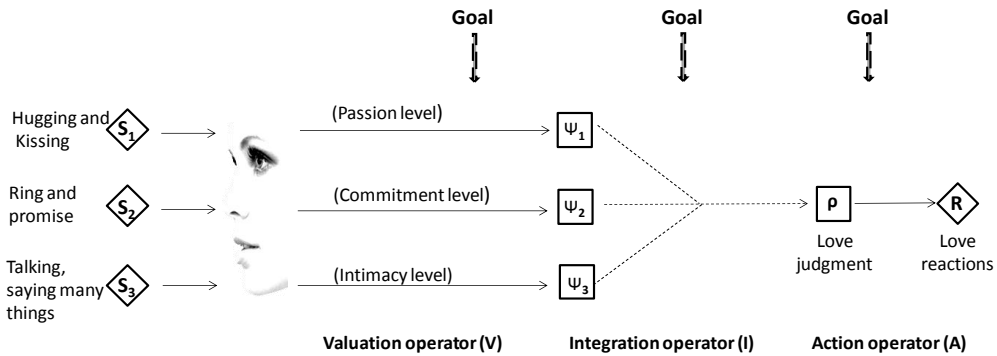 Goal Goal Goal
Hugging and
Kissing
S1
(Passion level)
Ψ1
Ring and
promise
S2
(Commitment level)
Ψ2
ρ
R
Love
judgment
Love
reactions
Talking,
saying many
things
S3
(Intimacy level)
Ψ3
Valuation operator (V) Integration operator (I) Action operator (A)